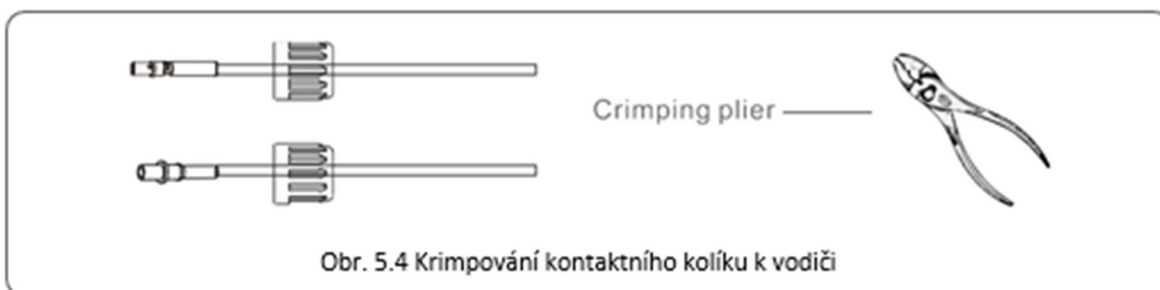 Crimping plier
Obr. 5.4 Krimpování kontaktního kolíku k vodiči